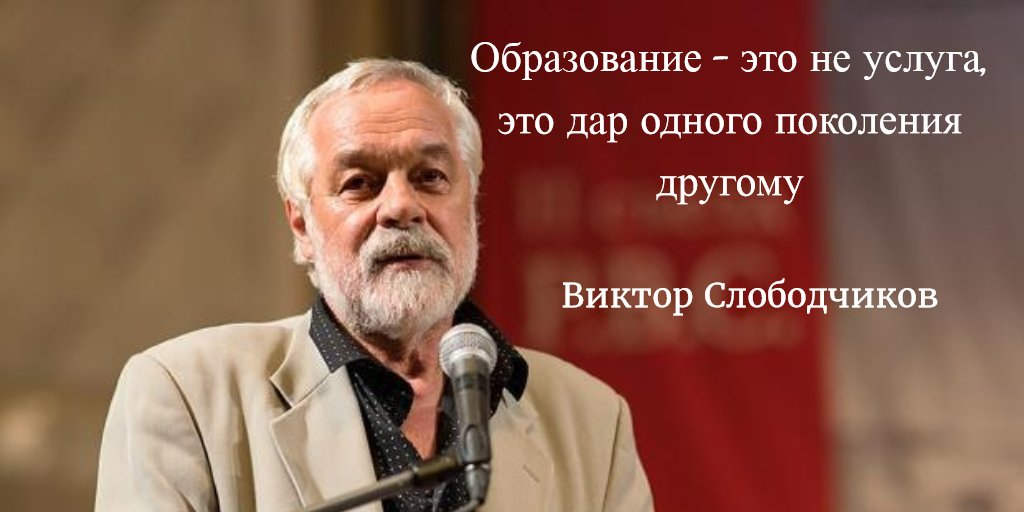 Образование - это не услуга,
это дар одного поколения
другому
Виктор Слободчиков